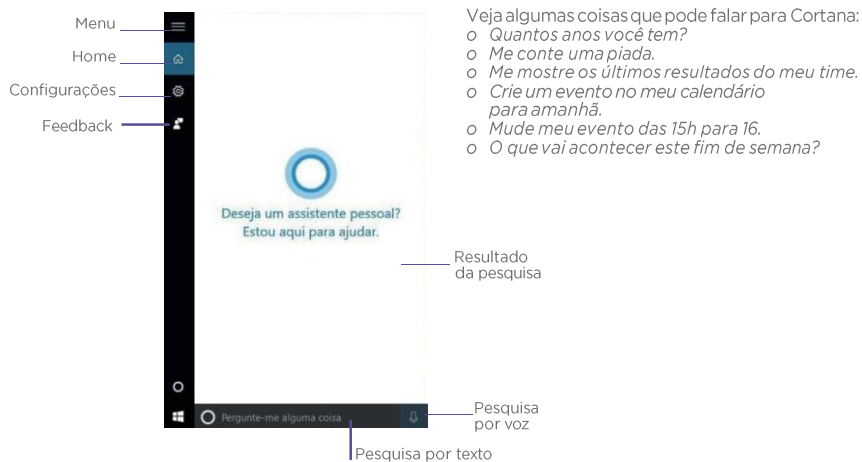 Menu
Home
Configurações
Feedback
Deseja um assistente pessoal?
Estou aqui para ajudar.
Pergunte-me alguma coisa
Resultado
da pesquisa
Pesquisa
por voz
Pesquisa por texto
Veja algumas coisas que pode falar para Cortana:
o Quantos anos você tem?
o Me conte uma piada.
o Me mostre os últimos resultados do meu time.
o Crie um evento no meu calendário
para amanhã.
o Mude meu evento das 15h para 16.
o O que vai acontecer este fim de semana?